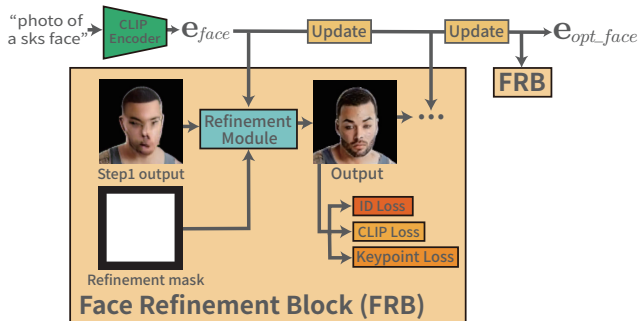 "photo of
a sks face"
CLIP
Encoder
e_face
Update
Update
e_opt_face
FRB
Refinement
Module
...
Step1 output
Output
ID Loss
CLIP Loss
Keypoint Loss
Refinement mask
Face Refinement Block (FRB)